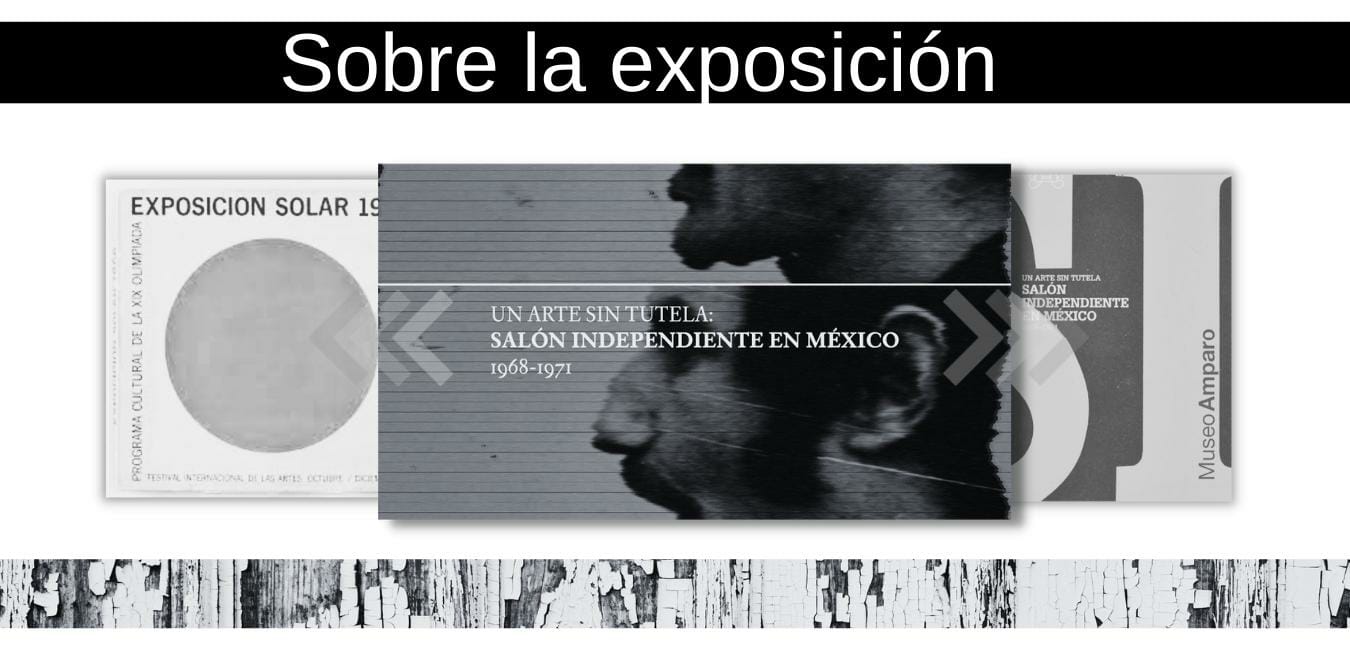 Sobre la exposición
EXPOSICION SOLAR 19
PROGRAMA CULTURAL DE LA XIX OLIMPIADA
FESTIVAL INTERNACIONAL DE LAS ARTES OCTUBRE /
UN ARTE SIN TUTELA:
SALÓN INDEPENDIENTE EN MÉXICO
1968-1971
UN ARTE SIN TUTELA
SALÓN
INDEPENDIENTE
EN MÉXICO
Museo Amparo